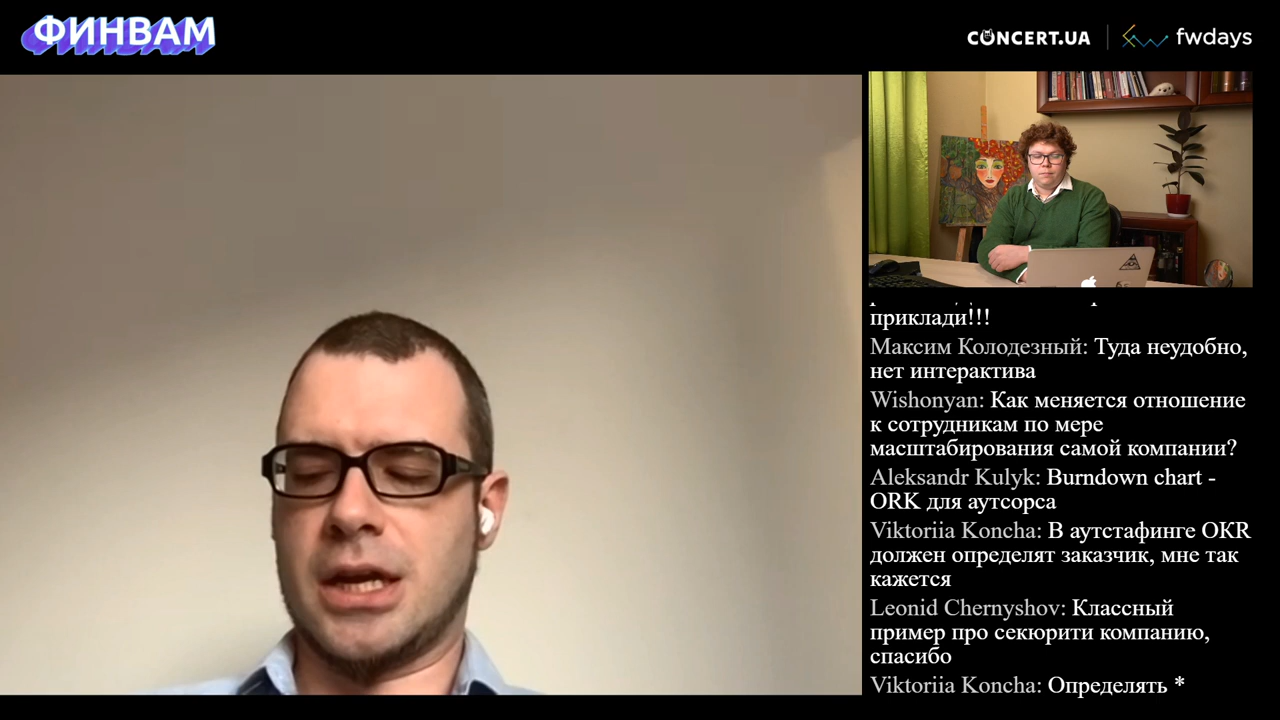 ФИНВАМ
CONCERT.UA
fwdays
приклади!!!
Максим Колодезный: Туда неудобно,
нет интерактива
Wishonyan: Как меняется отношение
к сотрудникам по мере
масштабирования самой компании?
Aleksandr Kulyk: Burndown chart -
ORK для аутсорса
Viktoriia Koncha: В аутстафинге OKR
должен определят заказчик, мне так
кажется
Leonid Chernyshov: Классный
пример про секюрити компанию,
спасибо
Viktoriia Koncha: Определять *